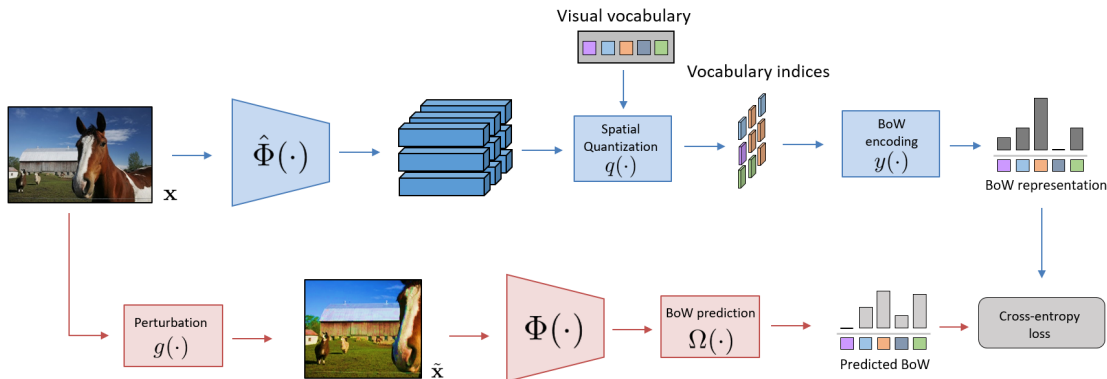 Visual vocabulary
Vocabulary indices
x
Φ̂(·)
Spatial
Quantization
q(·)
BoW
encoding
y(·)
BoW representation
Perturbation
g(·)
x̃
Φ(·)
BoW prediction
Ω(·)
Predicted BoW
Cross-entropy
loss